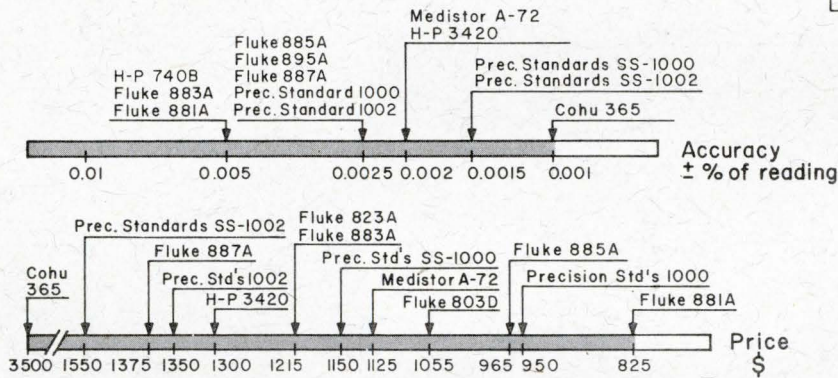 Medistor A-72
H-P 3420
Fluke 885A
Fluke 895A
Fluke 887A
Prec. Standard 1000
Prec. Standard 1002
H-P 740B
Fluke 883A
Fluke 881A
Prec. Standards SS-1000
Prec. Standards SS-1002
Cohu 365
0.01 0.005 0.0025 0.002 0.0015 0.001
Accuracy
± % of reading
Cohu
365
Prec. Standards SS-1002
Fluke 887A
Prec. Std's 1002
H-P 3420
Fluke 823A
Fluke 883A
Prec. Std's SS-1000
Medistor A-72
Fluke 803D
Fluke 885A
Precision Std's 1000
Fluke 881A
3500 1550 1375 1350 1300 1215 1150 1125 1055 965 950 825
Price
$